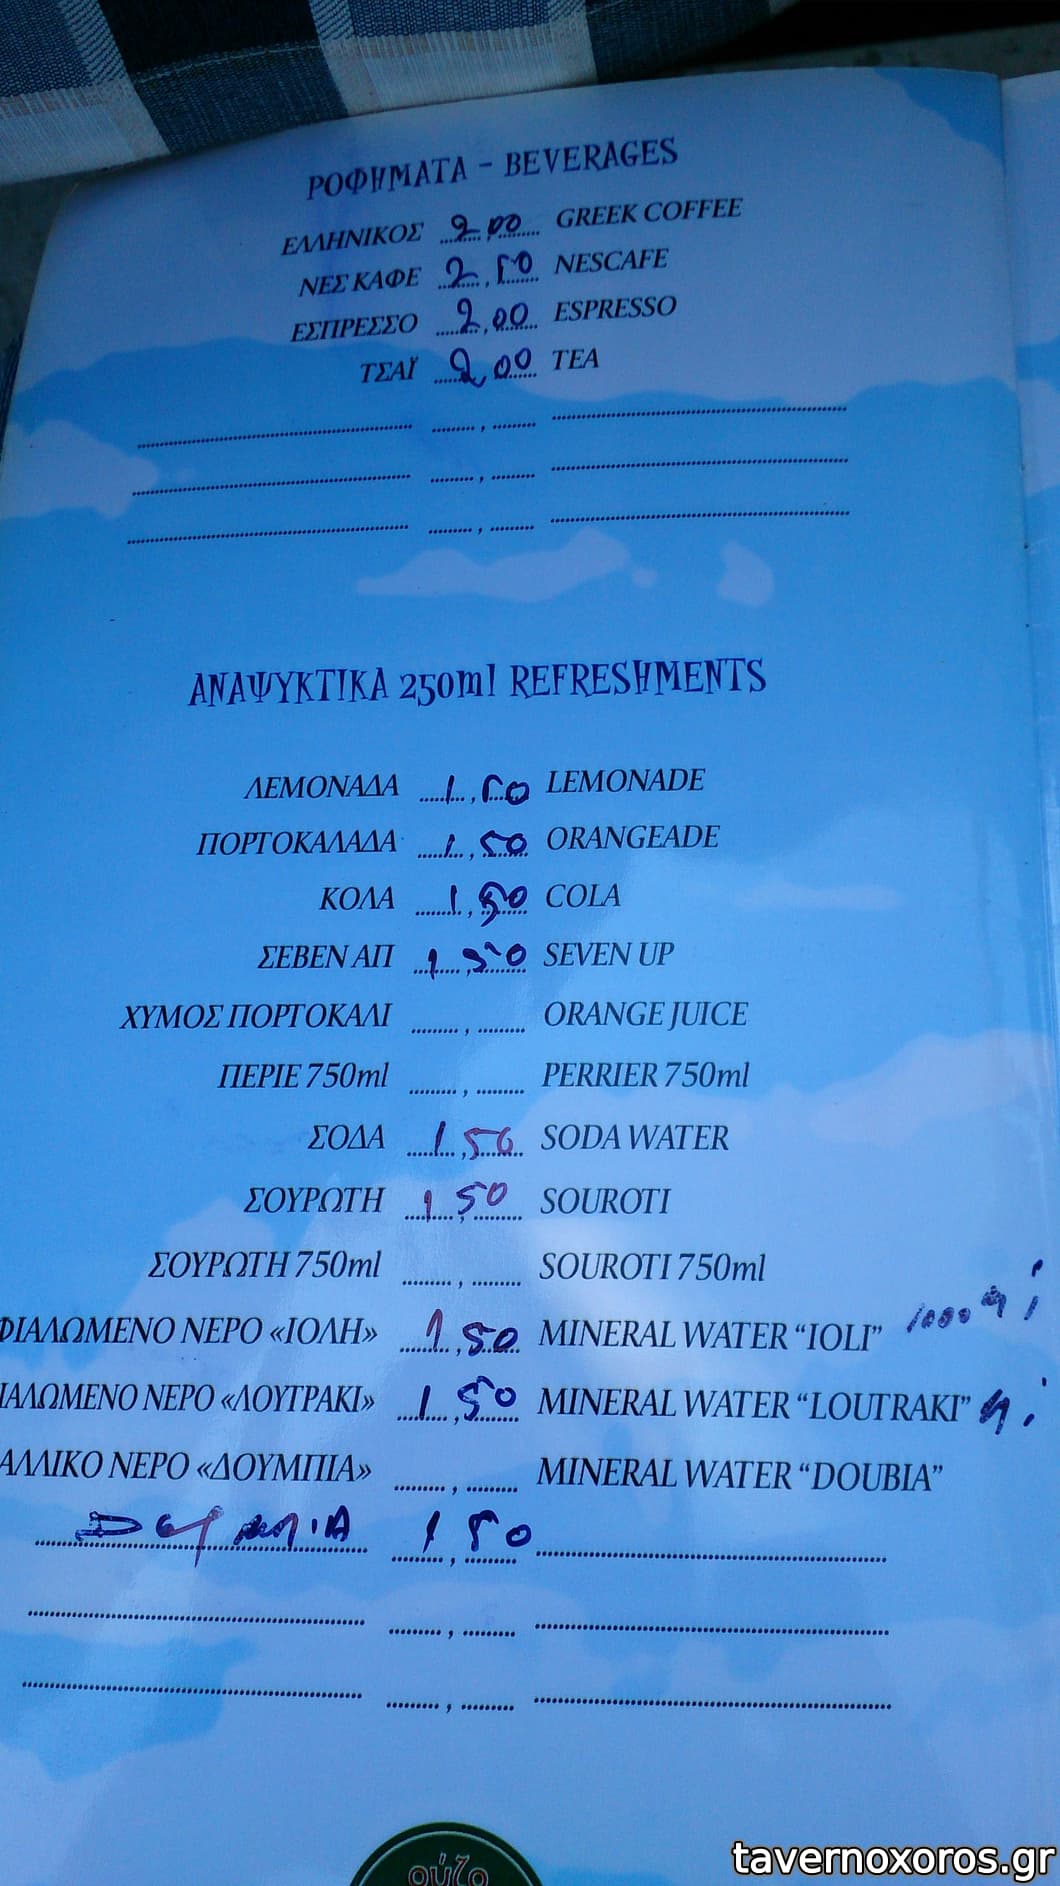 ΡΟΦΗΜΑΤΑ - BEVERAGES
ΕΛΛΗΝΙΚΟΣ 2,00 GREEK COFFEE
ΝΕΣ ΚΑΦΕ 2,50 NESCAFE
ΕΣΠΡΕΣΣΟ 2,00 ESPRESSO
ΤΣΑΪ 2,00 TEA
ΑΝΑΨΥΚΤΙΚΑ 250ml REFRESHMENTS
ΛΕΜΟΝΑΔΑ 1,50 LEMONADE
ΠΟΡΤΟΚΑΛΑΔΑ 1,50 ORANGEADE
ΚΟΛΑ 1,50 COLA
ΣΕΒΕΝ ΑΠ 1,50 SEVEN UP
ΧΥΜΟΣ ΠΟΡΤΟΚΑΛΙ ORANGE JUICE
ΠΕΡΙΕ 750ml PERRIER 750ml
ΣΟΔΑ 1,50 SODA WATER
ΣΟΥΡΩΤΗ 1,50 SOUROTI
ΣΟΥΡΩΤΗ 750ml SOUROTI 750ml
ΦΙΑΛΩΜΕΝΟ ΝΕΡΟ «ΙΟΛΗ» 1,50 MINERAL WATER “IOLI”
ΙΑΛΩΜΕΝΟ ΝΕΡΟ «ΛΟΥΤΡΑΚΙ» 1,50 MINERAL WATER “LOUTRAKI”
ΑΛΛΙΚΟ ΝΕΡΟ «ΔΟΥΜΠΙΑ» MINERAL WATER “DOUBIA”
1,50
ούζο
tavernoxoros.gr